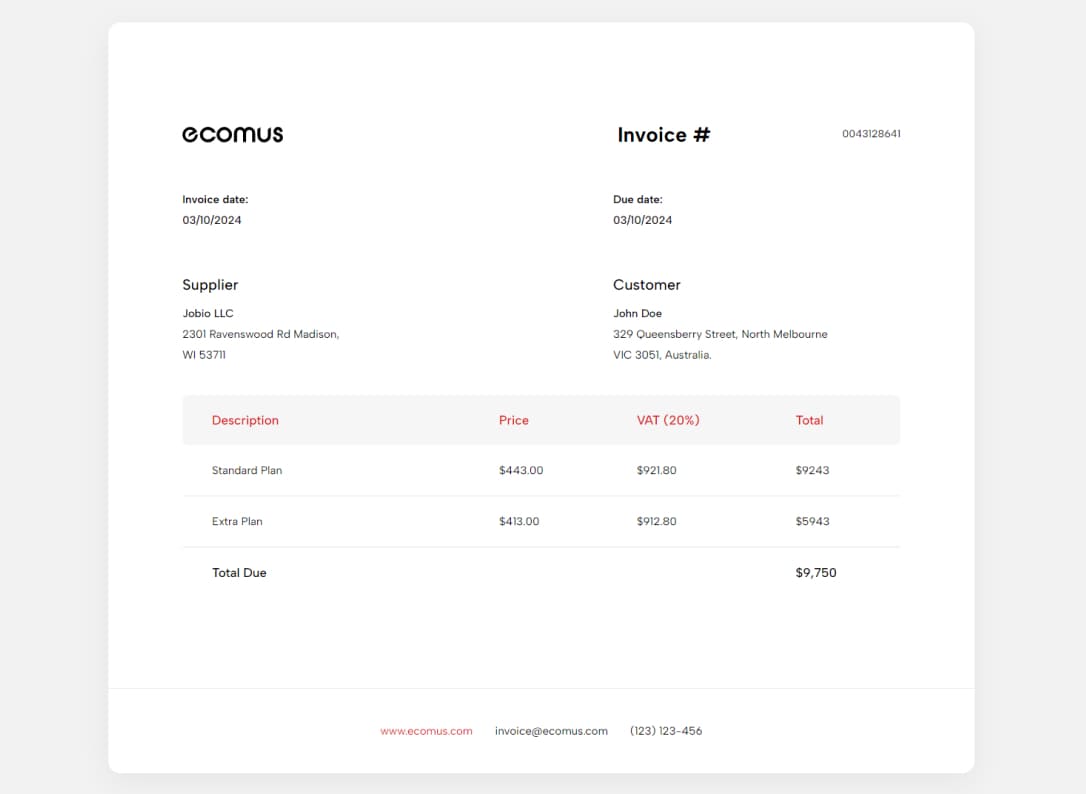 ecomus
Invoice # 0043128641
Invoice date: Due date:
03/10/2024 03/10/2024
Supplier Customer
Jobio LLC John Doe
2301 Ravenswood Rd Madison, 329 Queensberry Street, North Melbourne
WI 53711 VIC 3051, Australia.
Description Price VAT (20%) Total
Standard Plan $443.00 $921.80 $9243
Extra Plan $413.00 $912.80 $5943
Total Due $9,750
www.ecomus.com invoice@ecomus.com (123) 123-456